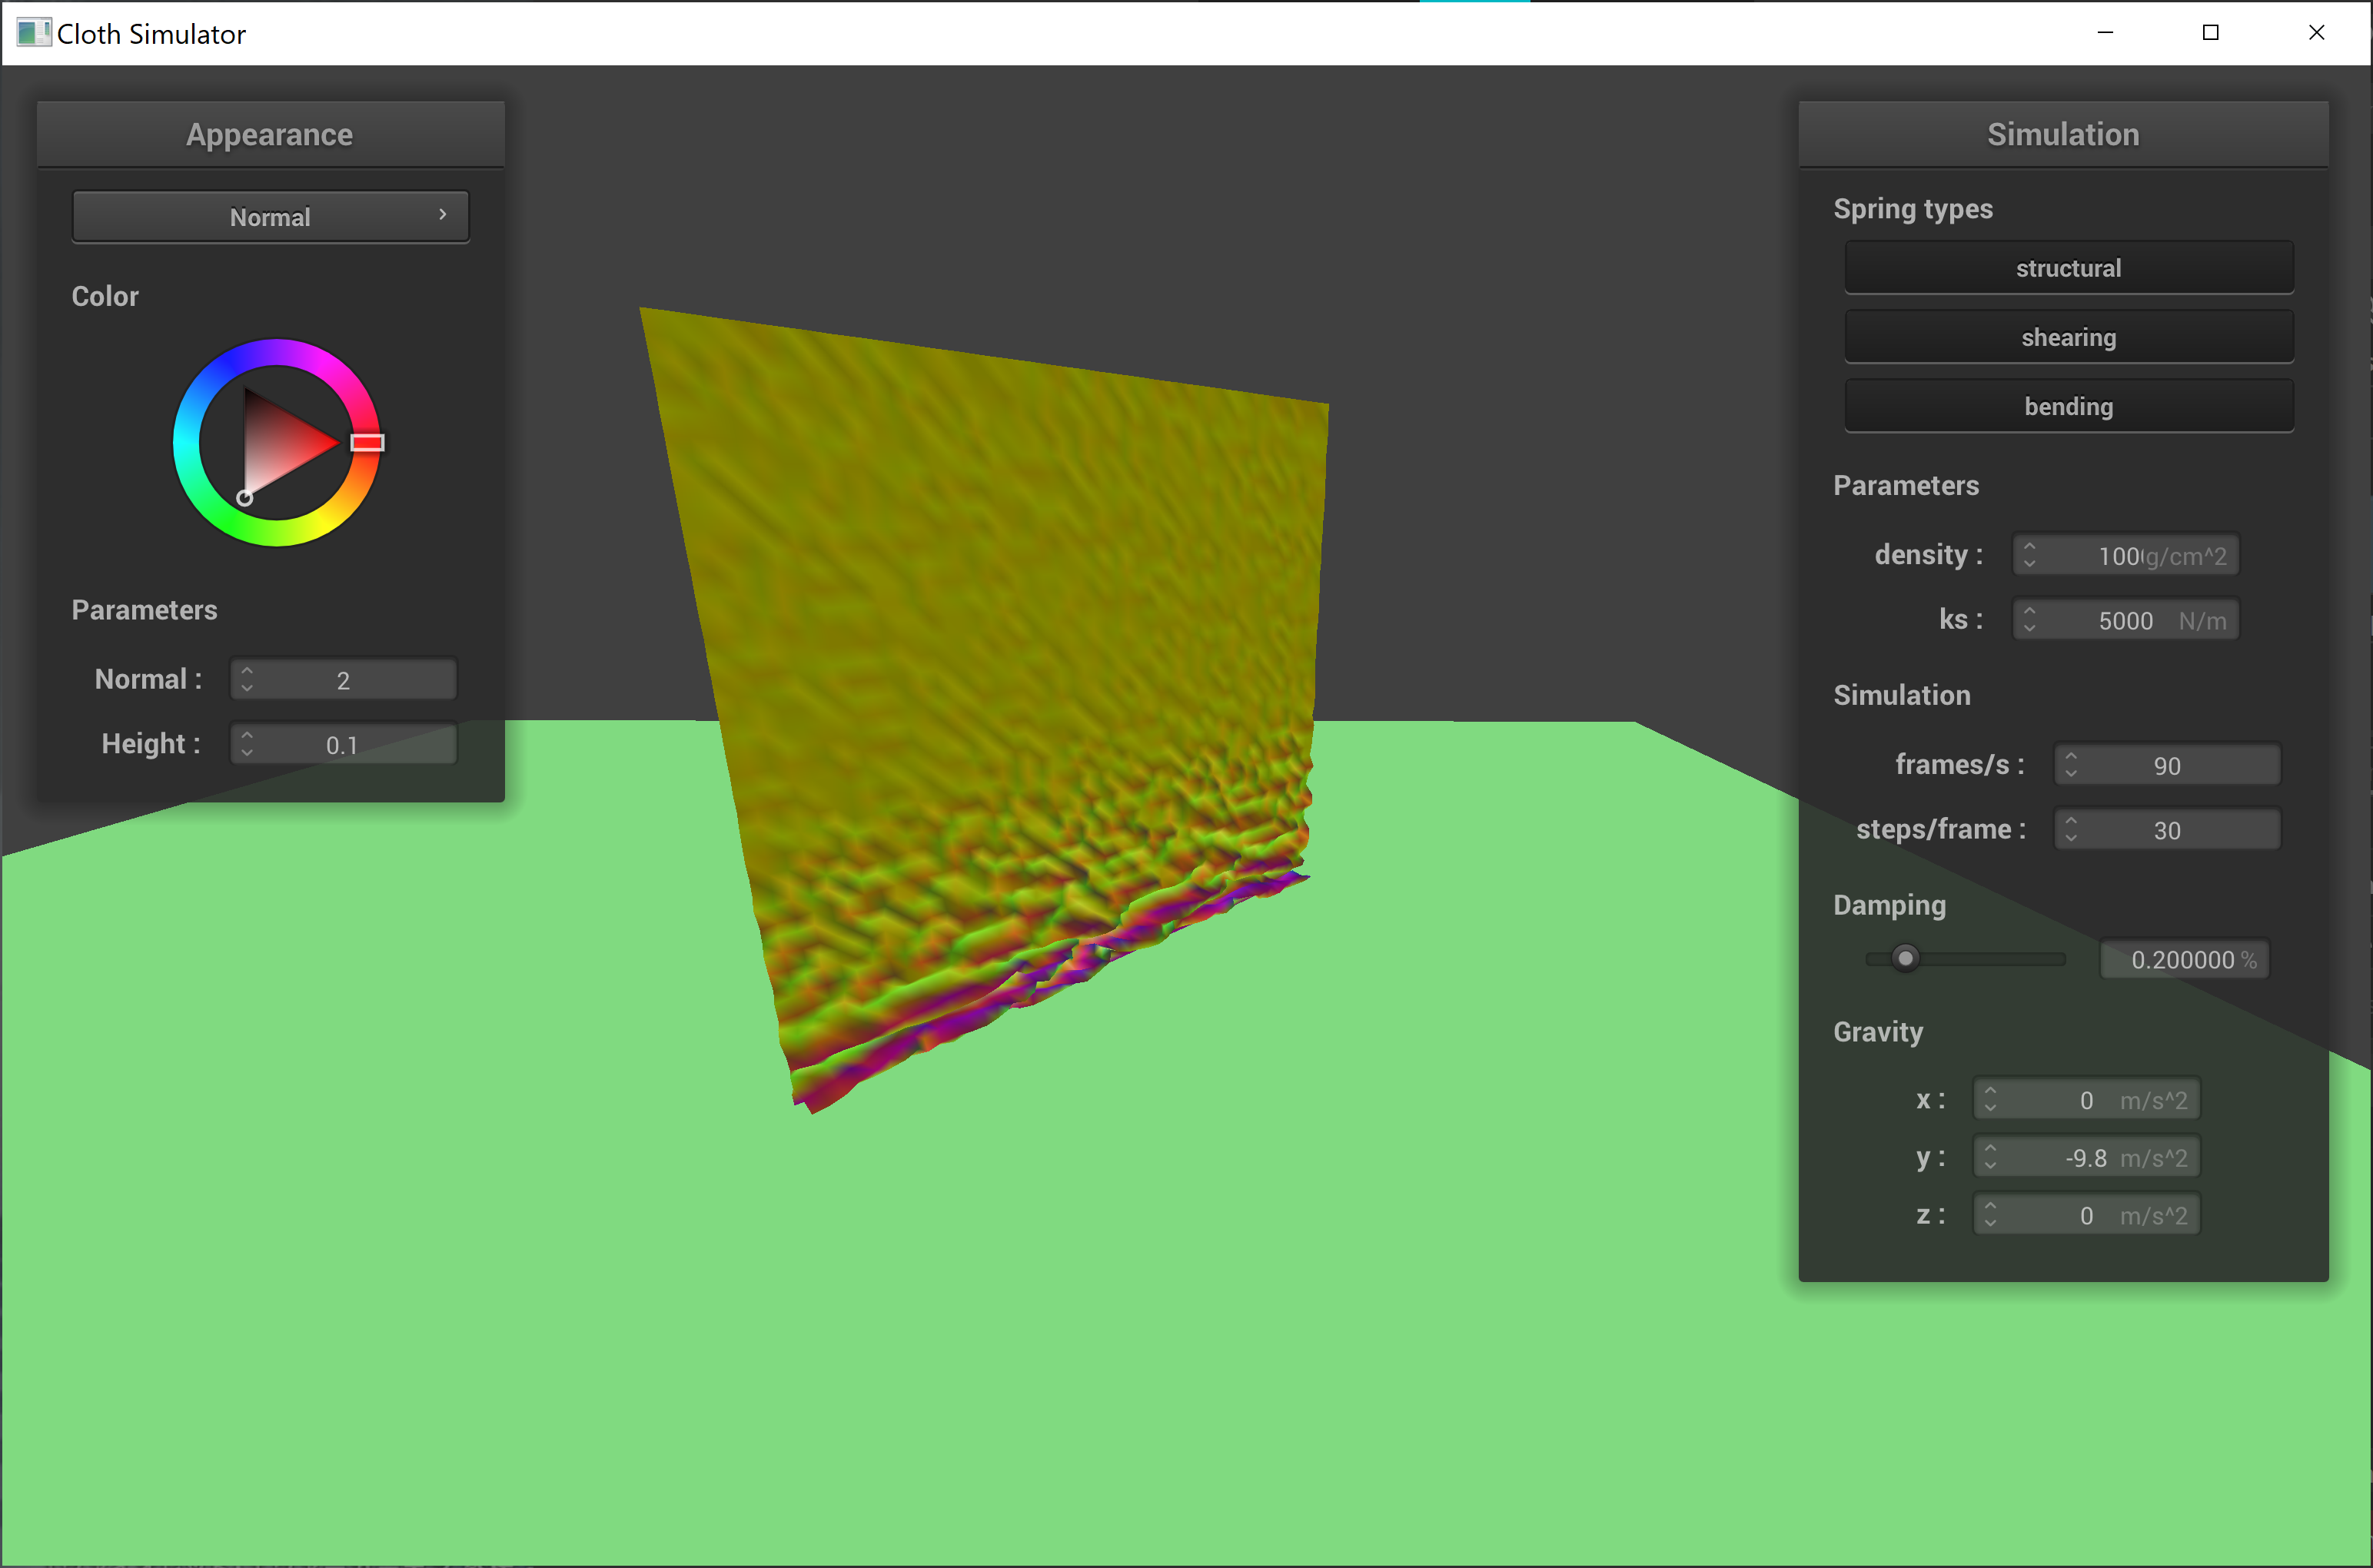 Cloth Simulator
Appearance
Normal
Color
Parameters
Normal :
2
Height :
0.1
Simulation
Spring types
structural
shearing
bending
Parameters
density :
100 g/cm^2
ks :
5000 N/m
Simulation
frames/s :
90
steps/frame :
30
Damping
0.200000 %
Gravity
x :
0 m/s^2
y :
-9.8 m/s^2
z :
0 m/s^2